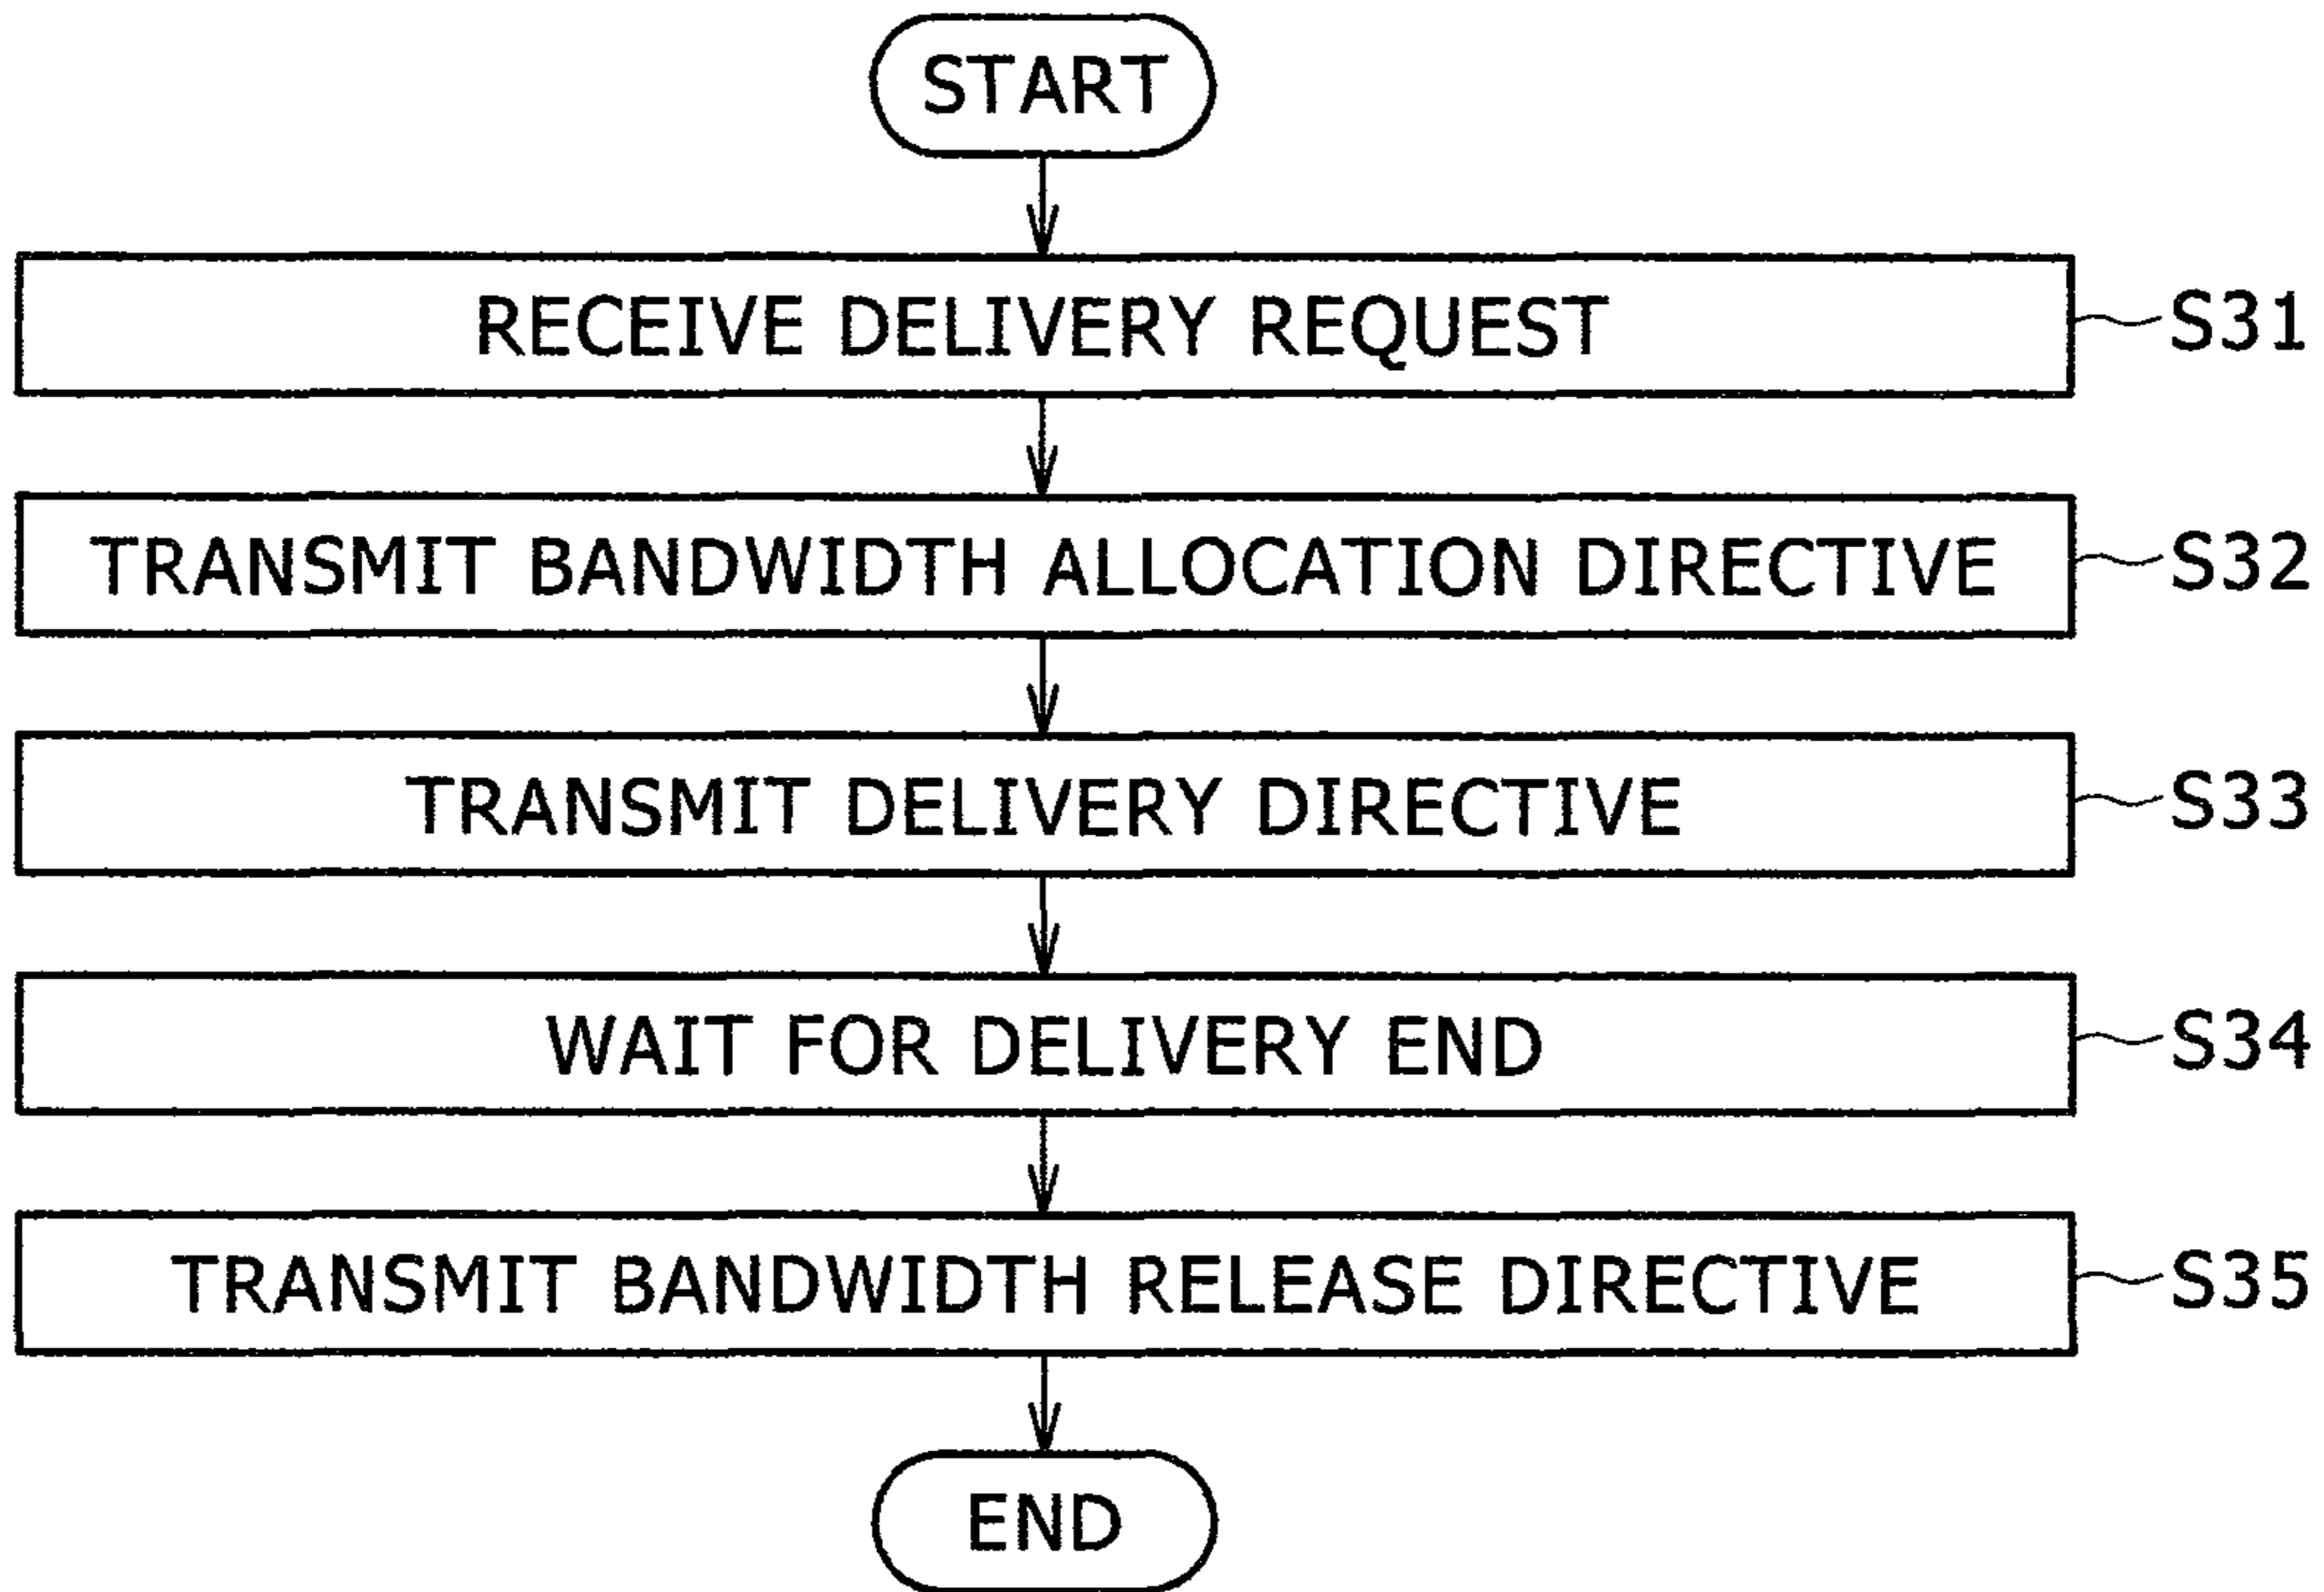 START
RECEIVE DELIVERY REQUEST S31
TRANSMIT BANDWIDTH ALLOCATION DIRECTIVE S32
TRANSMIT DELIVERY DIRECTIVE S33
WAIT FOR DELIVERY END S34
TRANSMIT BANDWIDTH RELEASE DIRECTIVE S35
END